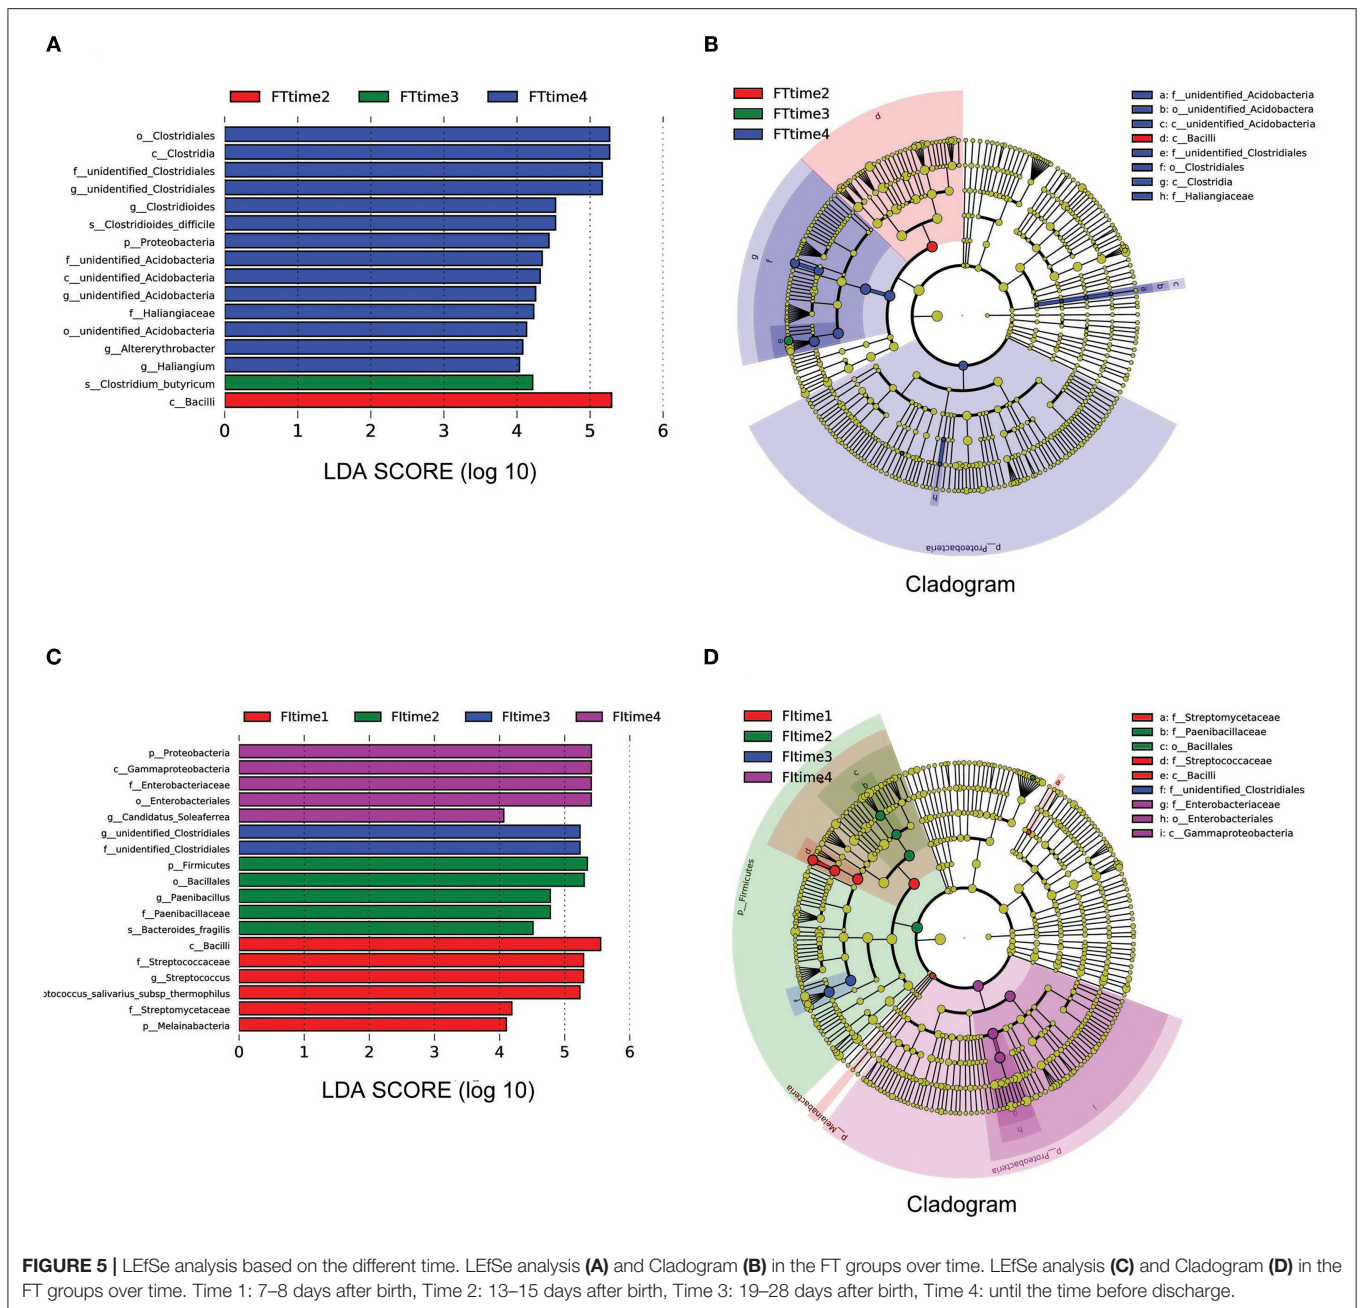 A
FTtime2 FTtime3 FTtime4
o__Clostridiales
c__Clostridia
f__unidentified_Clostridiales
g__unidentified_Clostridiales
g__Clostridioides
s__Clostridioides_difficile
p__Proteobacteria
f__unidentified_Acidobacteria
c__unidentified_Acidobacteria
g__unidentified_Acidobacteria
f__Haliangiaceae
o__unidentified_Acidobacteria
g__Altererythrobacter
g__Haliangium
s__Clostridium_butyricum
c__Bacilli
0 1 2 3 4 5 6
LDA SCORE (log 10)
B
FTtime2
FTtime3
FTtime4
a: f__unidentified_Acidobacteria
b: o__unidentified_Acidobactera
c: c__unidentified_Acidobacteria
d: c__Bacilli
e: f__unidentified_Clostridiales
f: o__Clostridiales
g: c__Clostridia
h: f__Haliangiaceae
d
g
f
e
a
b
c
h
p__Proteobacteria
Cladogram
C
FItime1 FItime2 FItime3 FItime4
p__Proteobacteria
c__Gammaproteobacteria
f__Enterobacteriaceae
o__Enterobacteriales
g__Candidatus_Soleaferrea
g__unidentified_Clostridiales
f__unidentified_Clostridiales
p__Firmicutes
o__Bacillales
g__Paenibacillus
f__Paenibacillaceae
s__Bacteroides_fragilis
c__Bacilli
f__Streptococcaceae
g__Streptococcus
otococcus_salivarius_subsp_thermophilus
f__Streptomycetaceae
p__Melainabacteria
0 1 2 3 4 5 6
LDA SCORE (log 10)
D
FItime1
FItime2
FItime3
FItime4
a: f__Streptomycetaceae
b: f__Paenibacillaceae
c: o__Bacillales
d: f__Streptococcaceae
e: c__Bacilli
f: f__unidentified_Clostridiales
g: f__Enterobacteriaceae
h: o__Enterobacteriales
i: c__Gammaproteobacteria
c
b
a
d
p__Firmicutes
f
p__Melainabacteria
g
h
i
p__Proteobacteria
Cladogram
FIGURE 5 | LEfSe analysis based on the different time. LEfSe analysis (A) and Cladogram (B) in the FT groups over time. LEfSe analysis (C) and Cladogram (D) in the
FT groups over time. Time 1: 7–8 days after birth, Time 2: 13–15 days after birth, Time 3: 19–28 days after birth, Time 4: until the time before discharge.